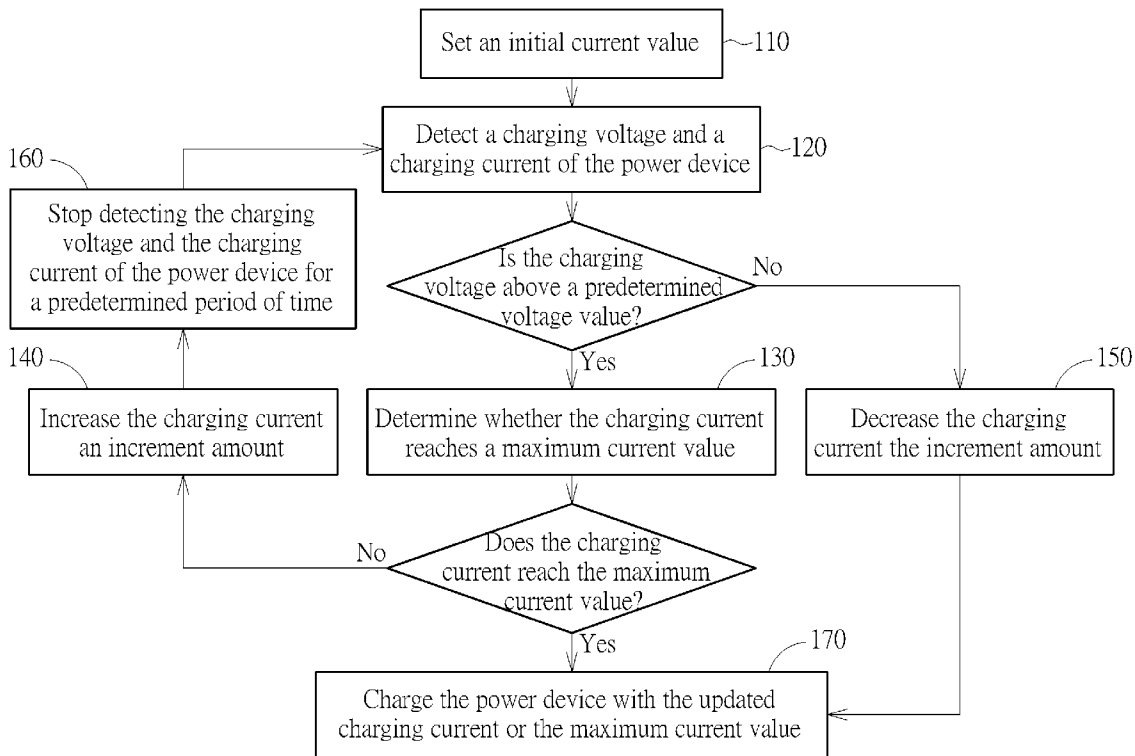 Set an initial current value
110
Detect a charging voltage and a
charging current of the power device
120
160
Stop detecting the charging
voltage and the charging
current of the power device for
a predetermined period of time
Is the charging
voltage above a predetermined
voltage value?
No
Yes
140
Increase the charging current
an increment amount
130
Determine whether the charging current
reaches a maximum current value
150
Decrease the charging
current the increment amount
No
Does the charging
current reach the maximum
current value?
Yes
170
Charge the power device with the updated
charging current or the maximum current value